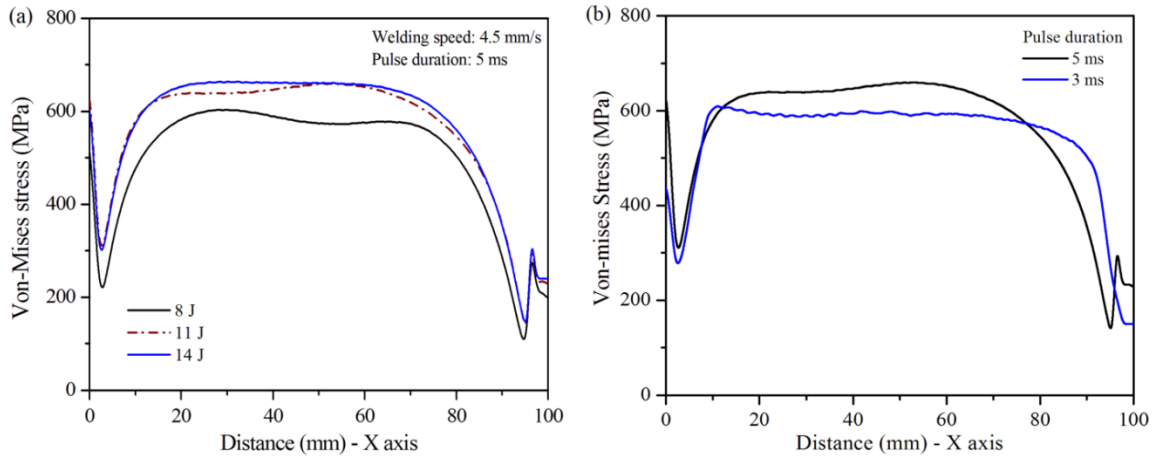 (a)
800
600
400
200
0
Von-Mises stress (MPa)
Welding speed: 4.5 mm/s
Pulse duration: 5 ms
8 J
11 J
14 J
0 20 40 60 80 100
Distance (mm) - X axis
(b)
800
600
400
200
0
Von-mises Stress (MPa)
Pulse duration
5 ms
3 ms
0 20 40 60 80 100
Distance (mm) - X axis